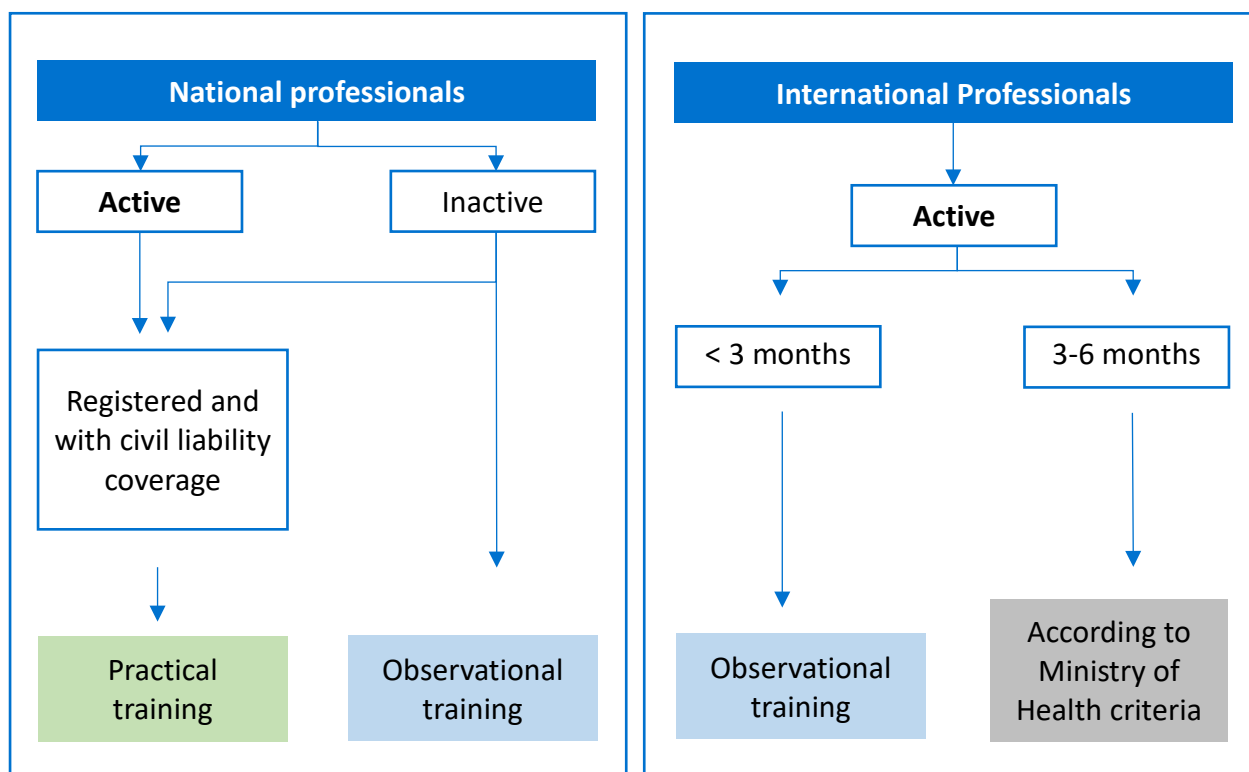 National professionals
Active
Inactive
Registered and
with civil liability
coverage
Practical
training
Observational
training
International Professionals
Active
< 3 months
3-6 months
Observational
training
According to
Ministry of
Health criteria